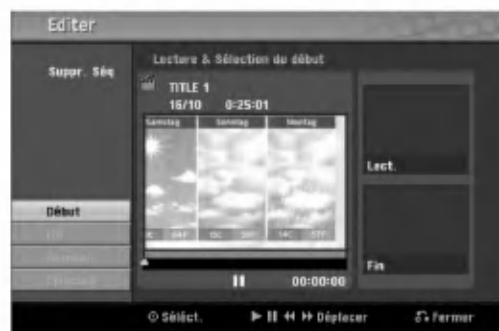 Editer
Suppr. Séq
Lecture & Sélection du début
TITLE 1
16/10 0:25:01
Samstag Sonntag Montag
Lect.
Début
Fin
00:00:00
Séléct. Déplacer Fermer